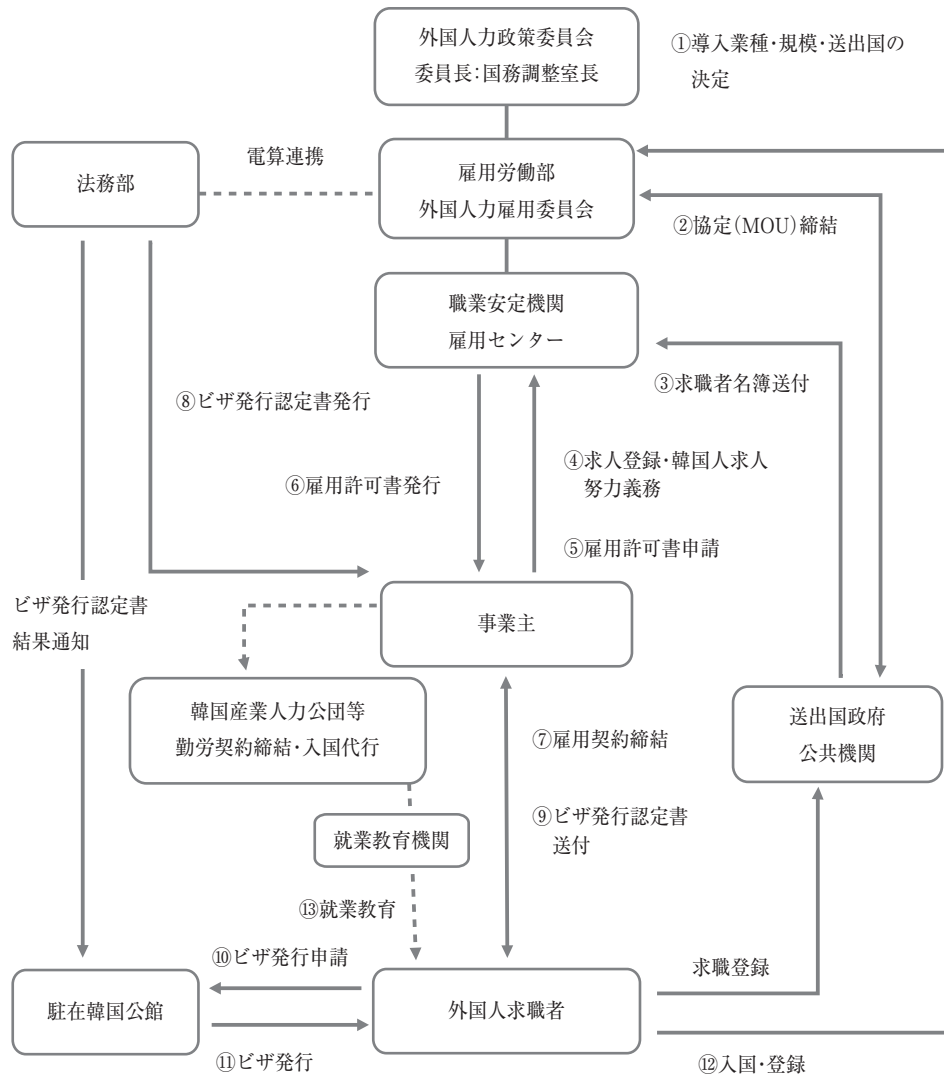 外国人力政策委員会
委員長:国務調整室長
①導入業種・規模・送出国の
決定
電算連携
法務部
雇用労働部
外国人力雇用委員会
②協定(MOU)締結
職業安定機関
雇用センター
③求職者名簿送付
⑧ビザ発行認定書発行
④求人登録・韓国人求人
努力義務
⑥雇用許可書発行
⑤雇用許可書申請
ビザ発行認定書
結果通知
事業主
韓国産業人力公団等
勤労契約締結・入国代行
⑦雇用契約締結
送出国政府
公共機関
⑨ビザ発行認定書
送付
就業教育機関
⑬就業教育
⑩ビザ発行申請
求職登録
駐在韓国公館
外国人求職者
⑪ビザ発行
⑫入国・登録